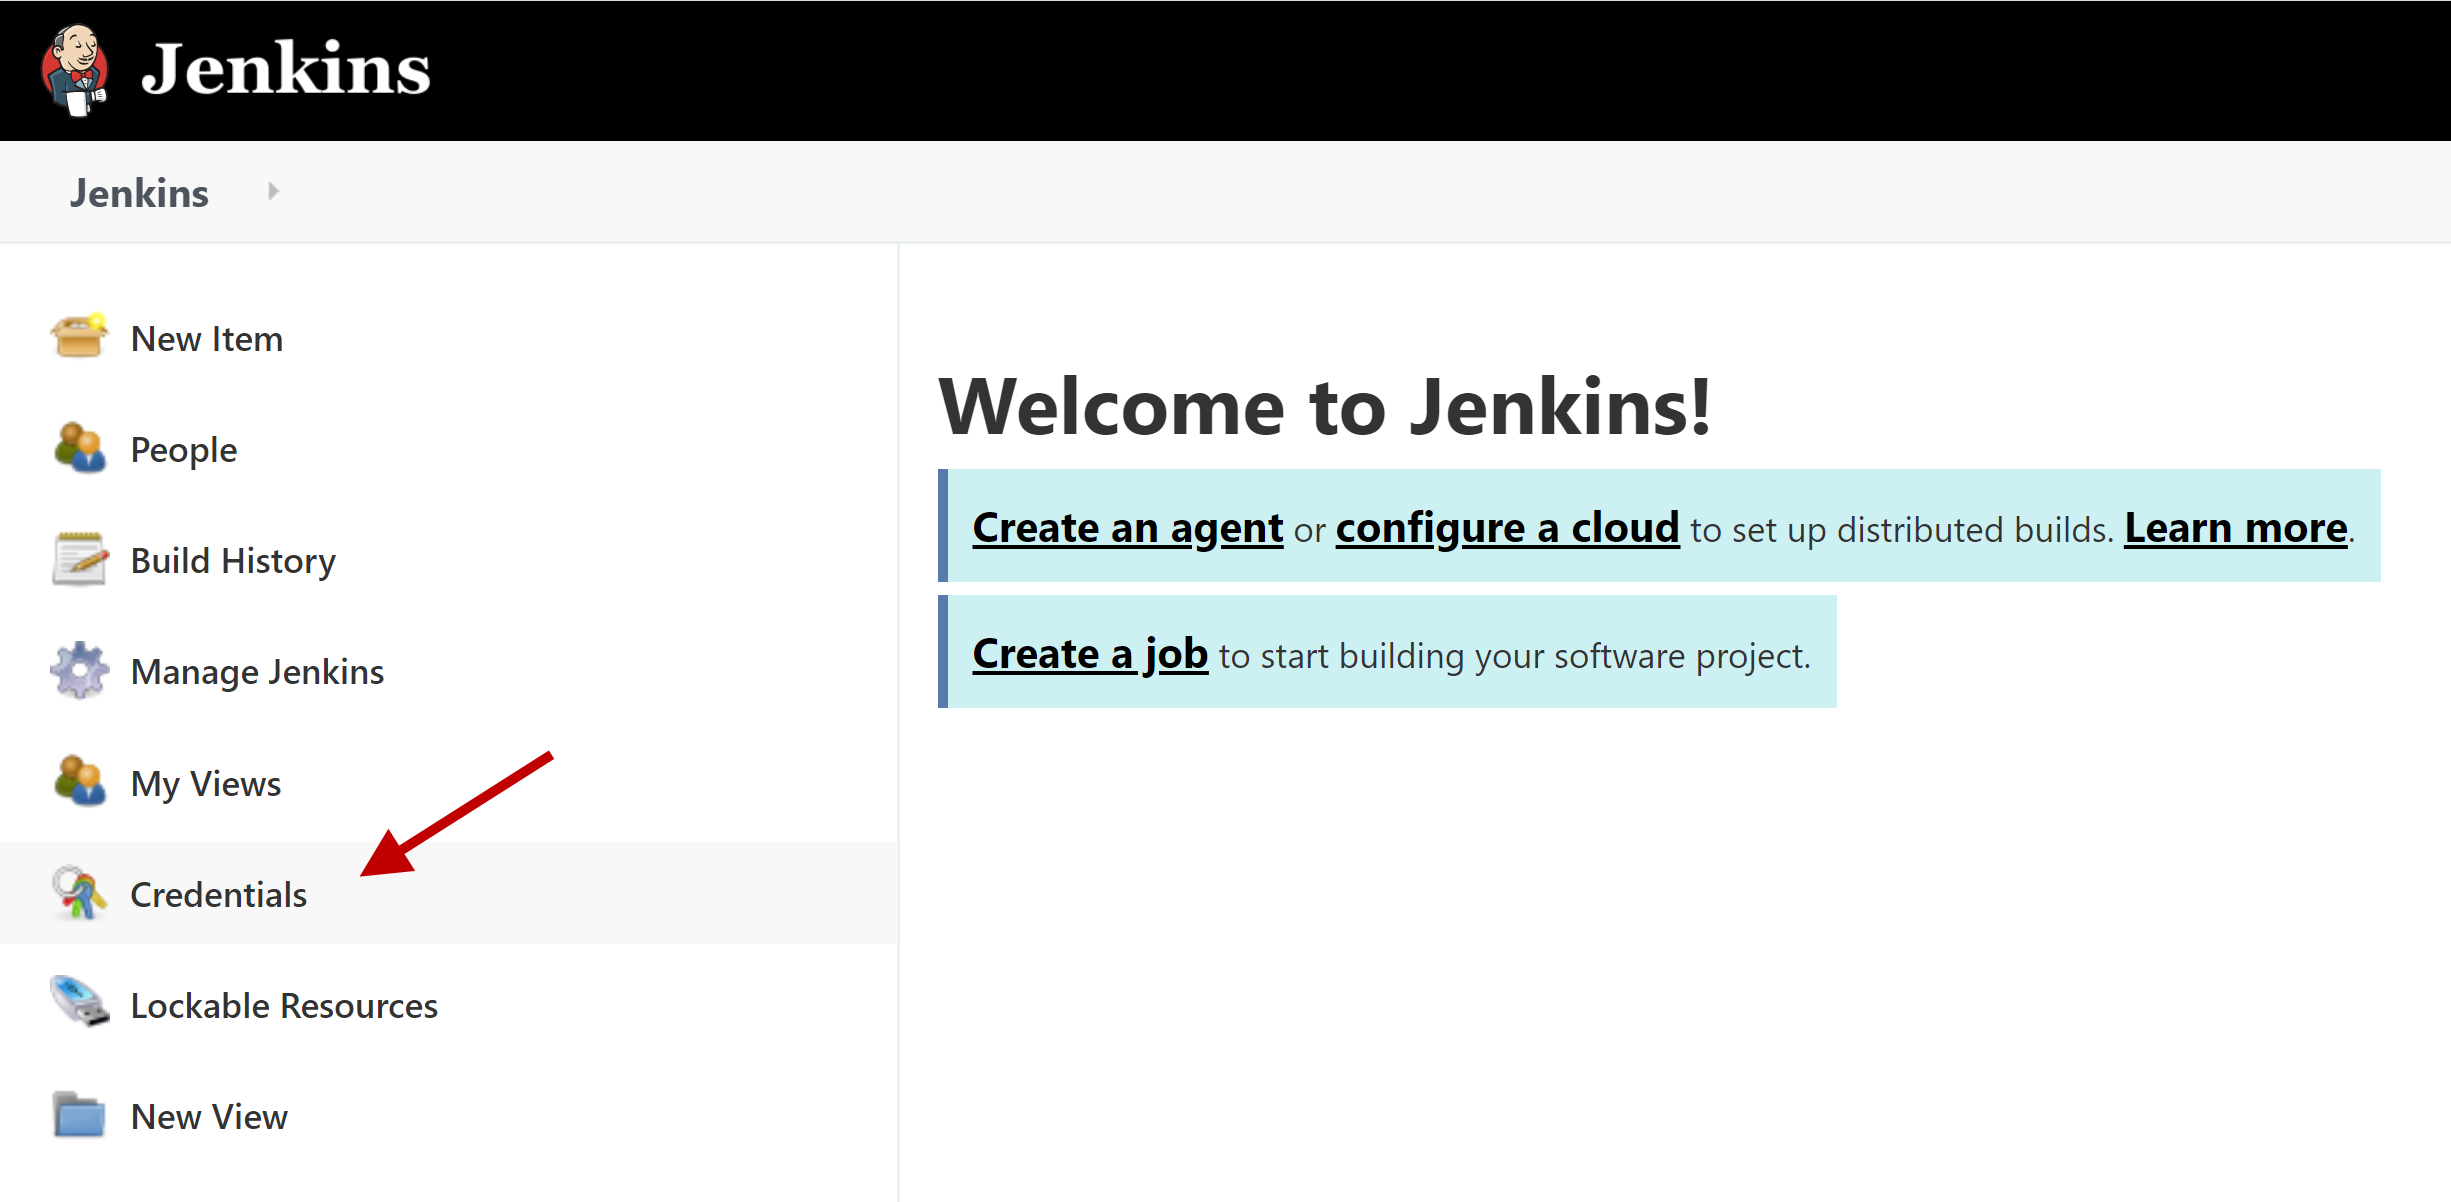 Jenkins
Jenkins
New Item
People
Build History
Manage Jenkins
My Views
Credentials
Lockable Resources
New View
Welcome to Jenkins!
Create an agent or configure a cloud to set up distributed builds. Learn more.
Create a job to start building your software project.